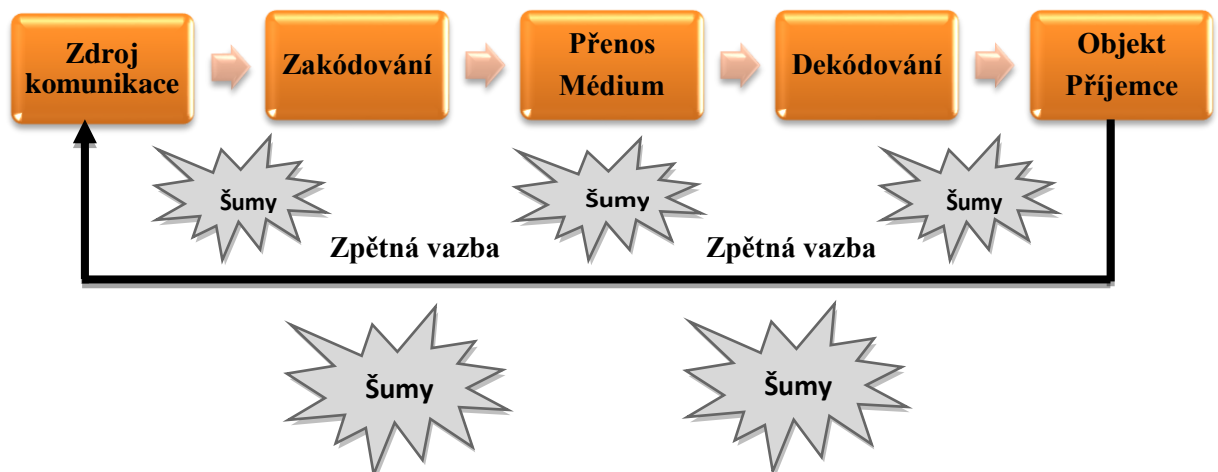 Zdroj
komunikace
Zakódování
Přenos
Médium
Dekódování
Objekt
Příjemce
Šumy
Šumy
Šumy
Zpětná vazba
Zpětná vazba
Šumy
Šumy